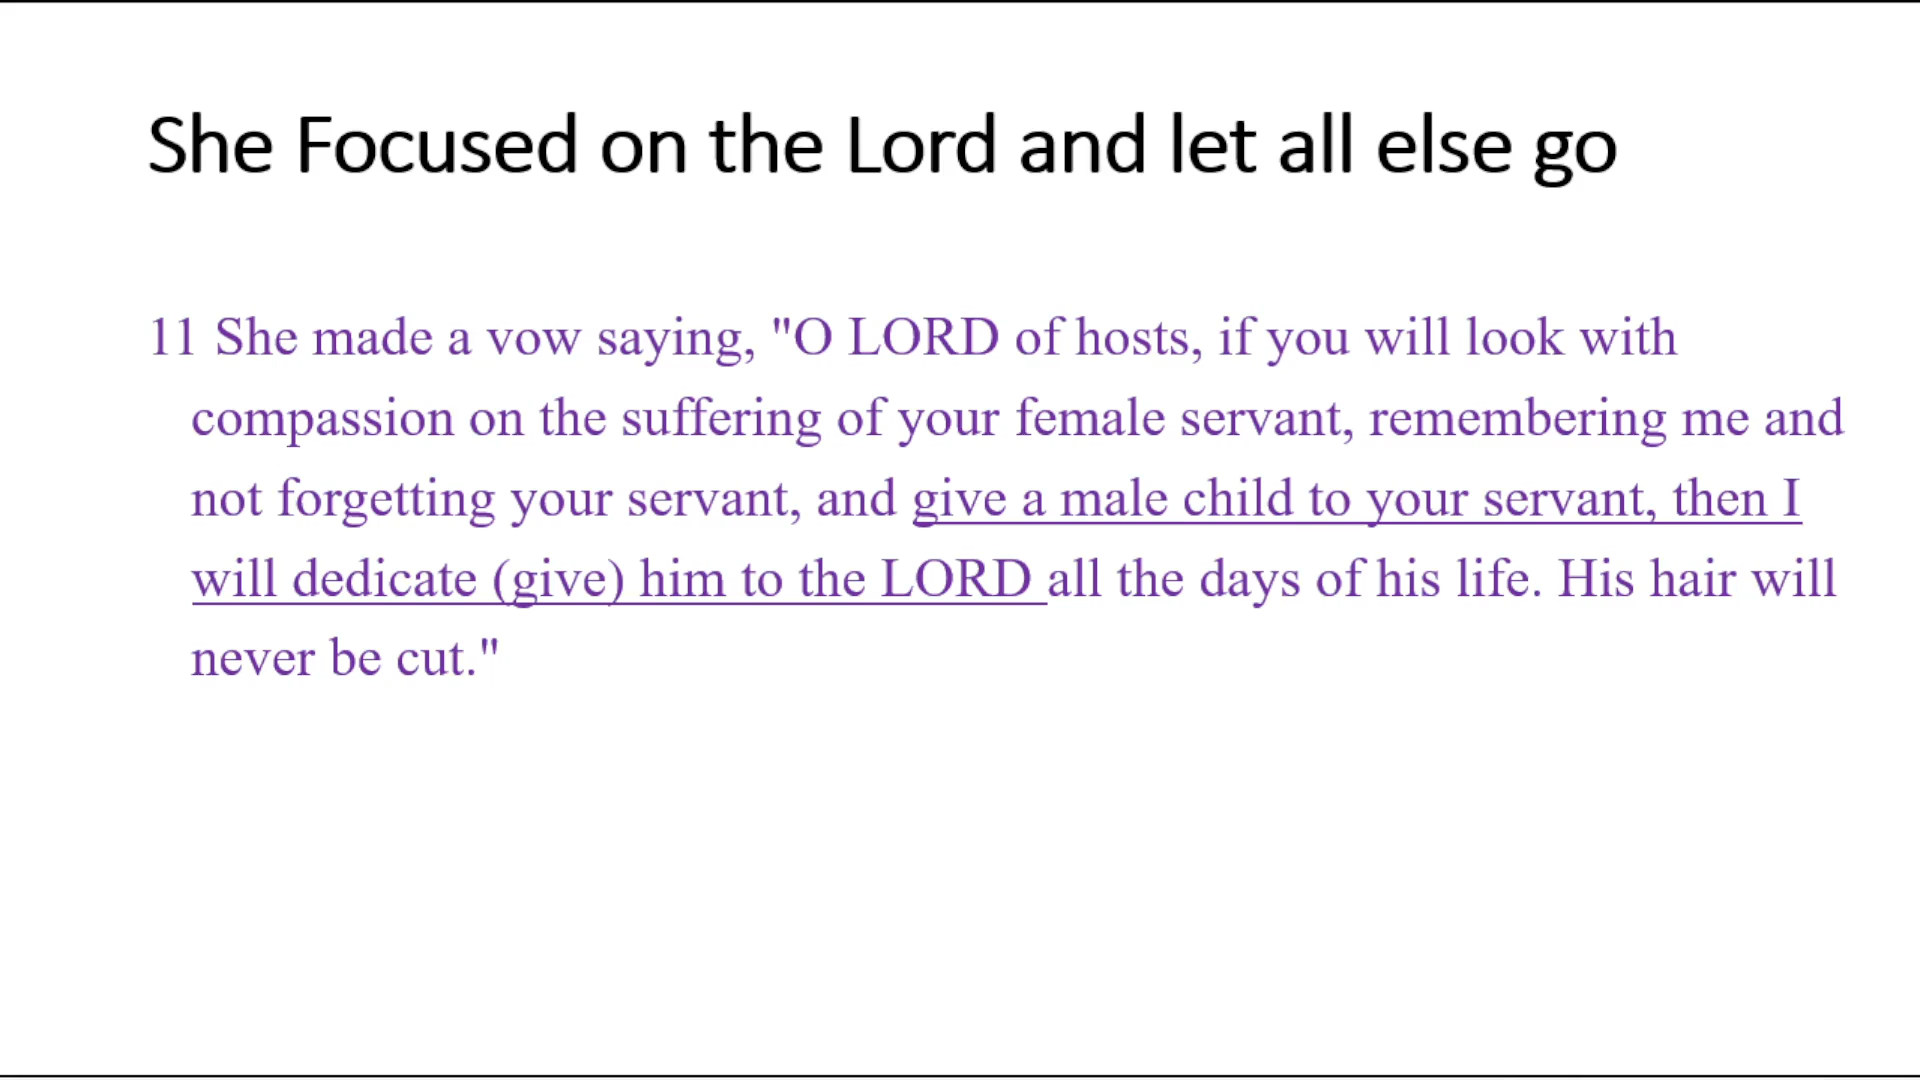 She Focused on the Lord and let all else go
11 She made a vow saying, "O LORD of hosts, if you will look with
compassion on the suffering of your female servant, remembering me and
not forgetting your servant, and give a male child to your servant, then I
will dedicate (give) him to the LORD all the days of his life. His hair will
never be cut."